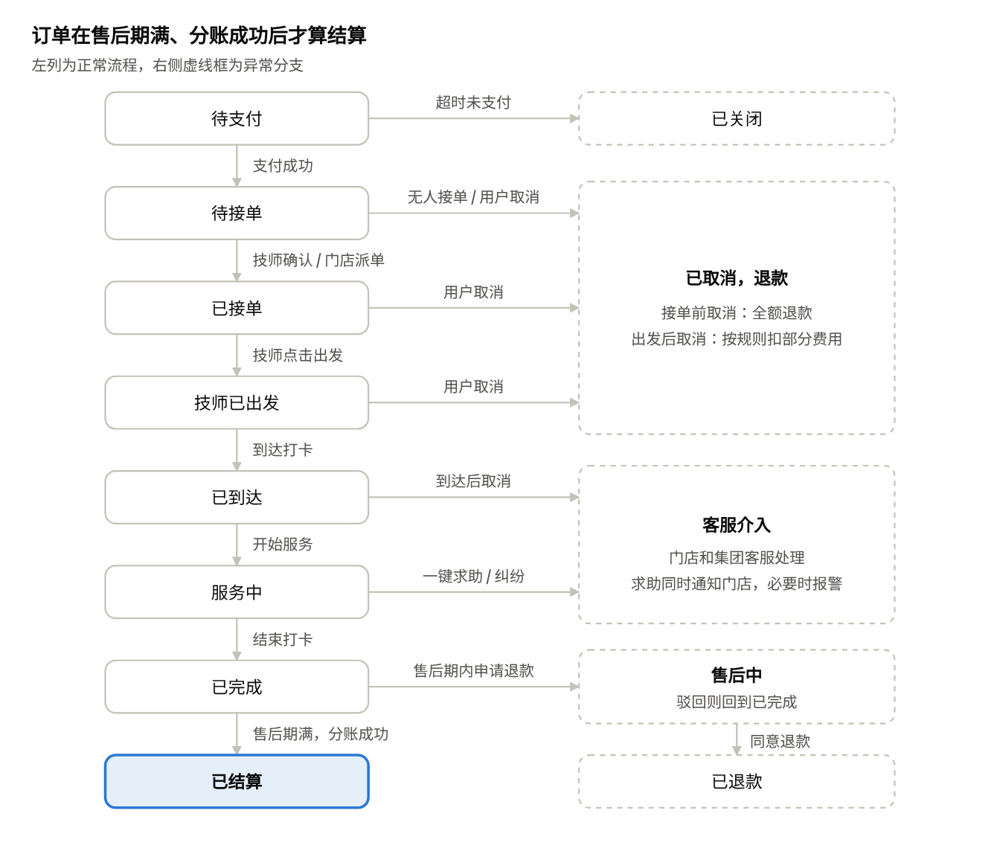 订单在售后期满、分账成功后才算结算
左列为正常流程，右侧虚线框为异常分支
待支付
超时未支付
已关闭
支付成功
待接单
无人接单 / 用户取消
技师确认 / 门店派单
已接单
用户取消
已取消，退款
接单前取消：全额退款
出发后取消：按规则扣部分费用
技师点击出发
技师已出发
用户取消
到达打卡
已到达
到达后取消
客服介入
门店和集团客服处理
求助同时通知门店，必要时报警
开始服务
服务中
一键求助 / 纠纷
结束打卡
已完成
售后期内申请退款
售后中
驳回则回到已完成
售后期满，分账成功
同意退款
已结算
已退款